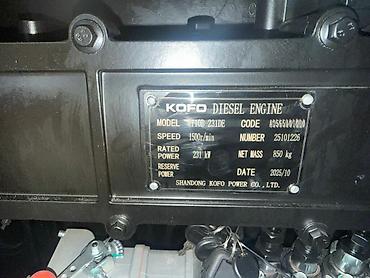 KOFO DIESEL ENGINE
MODEL 231DE CODE
SPEED 1500r/min NUMBER 25101226
RATED POWER 231 kW NET MASS 850 kg
RESERVE POWER DATE 2025/10
SHANDONG KOFO POWER CO.,LTD.